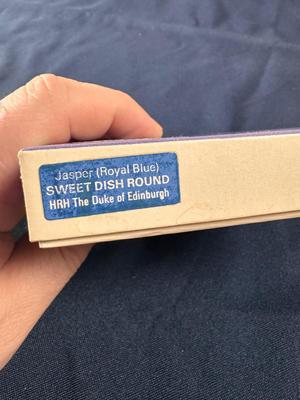 Jasper (Royal Blue)
SWEET DISH ROUND
HRH The Duke of Edinburgh